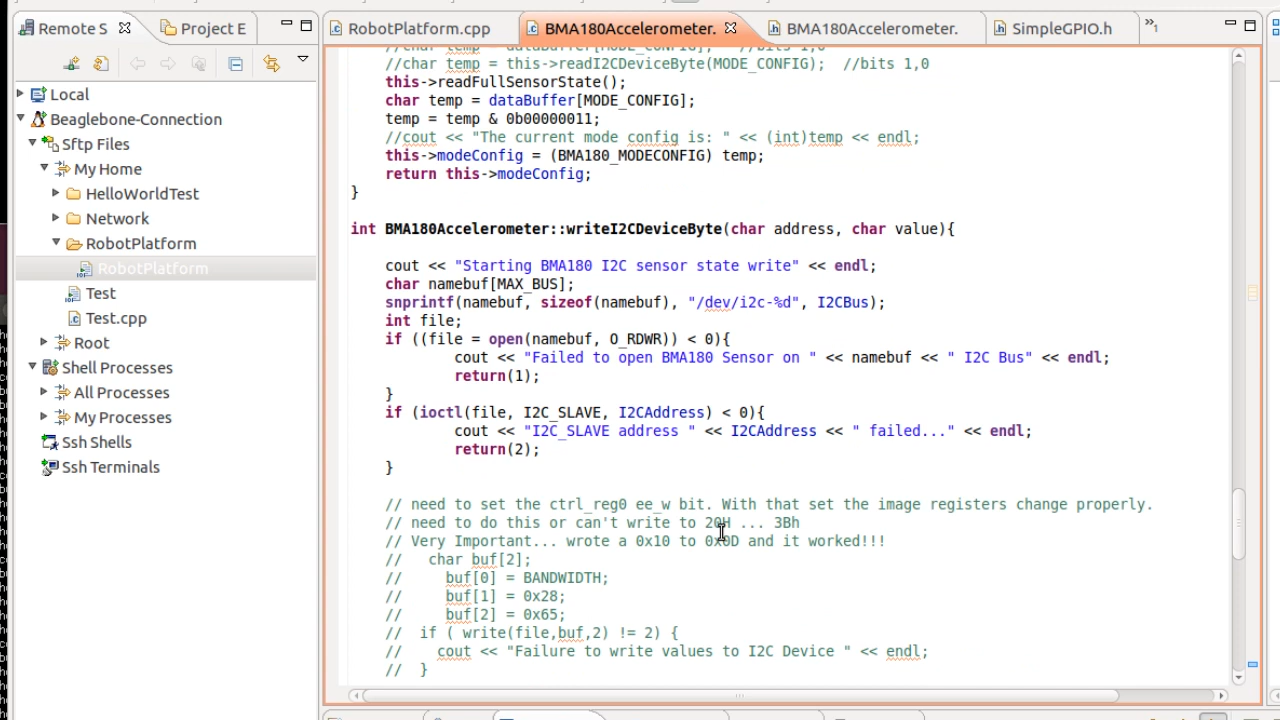 Remote S
Project E
RobotPlatform.cpp
BMA180Accelerometer.
BMA180Accelerometer.
SimpleGPIO.h
1
Local
Beaglebone-Connection
Sftp Files
My Home
HelloWorldTest
Network
RobotPlatform
RobotPlatform
Test
Test.cpp
Root
Shell Processes
All Processes
My Processes
Ssh Shells
Ssh Terminals
//char temp = dataBuffer[MODE_CONFIG]; //bits 1,0
//char temp = this->readI2CDeviceByte(MODE_CONFIG); //bits 1,0
this->readFullSensorState();
char temp = dataBuffer[MODE_CONFIG];
temp = temp & 0b00000011;
//cout << "The current mode config is: " << (int)temp << endl;
this->modeConfig = (BMA180_MODECONFIG) temp;
return this->modeConfig;
}
int BMA180Accelerometer::writeI2CDeviceByte(char address, char value){
cout << "Starting BMA180 I2C sensor state write" << endl;
char namebuf[MAX_BUS];
snprintf(namebuf, sizeof(namebuf), "/dev/i2c-%d", I2CBus);
int file;
if ((file = open(namebuf, O_RDWR)) < 0){
cout << "Failed to open BMA180 Sensor on " << namebuf << " I2C Bus" << endl;
return(1);
}
if (ioctl(file, I2C_SLAVE, I2CAddress) < 0){
cout << "I2C_SLAVE address " << I2CAddress << " failed..." << endl;
return(2);
}
// need to set the ctrl_reg0 ee_w bit. With that set the image registers change properly.
// need to do this or can't write to 20H ... 3Bh
// Very Important... wrote a 0x10 to 0x0D and it worked!!!
// char buf[2];
// buf[0] = BANDWIDTH;
// buf[1] = 0x28;
// buf[2] = 0x65;
// if ( write(file,buf,2) != 2) {
// cout << "Failure to write values to I2C Device " << endl;
// }